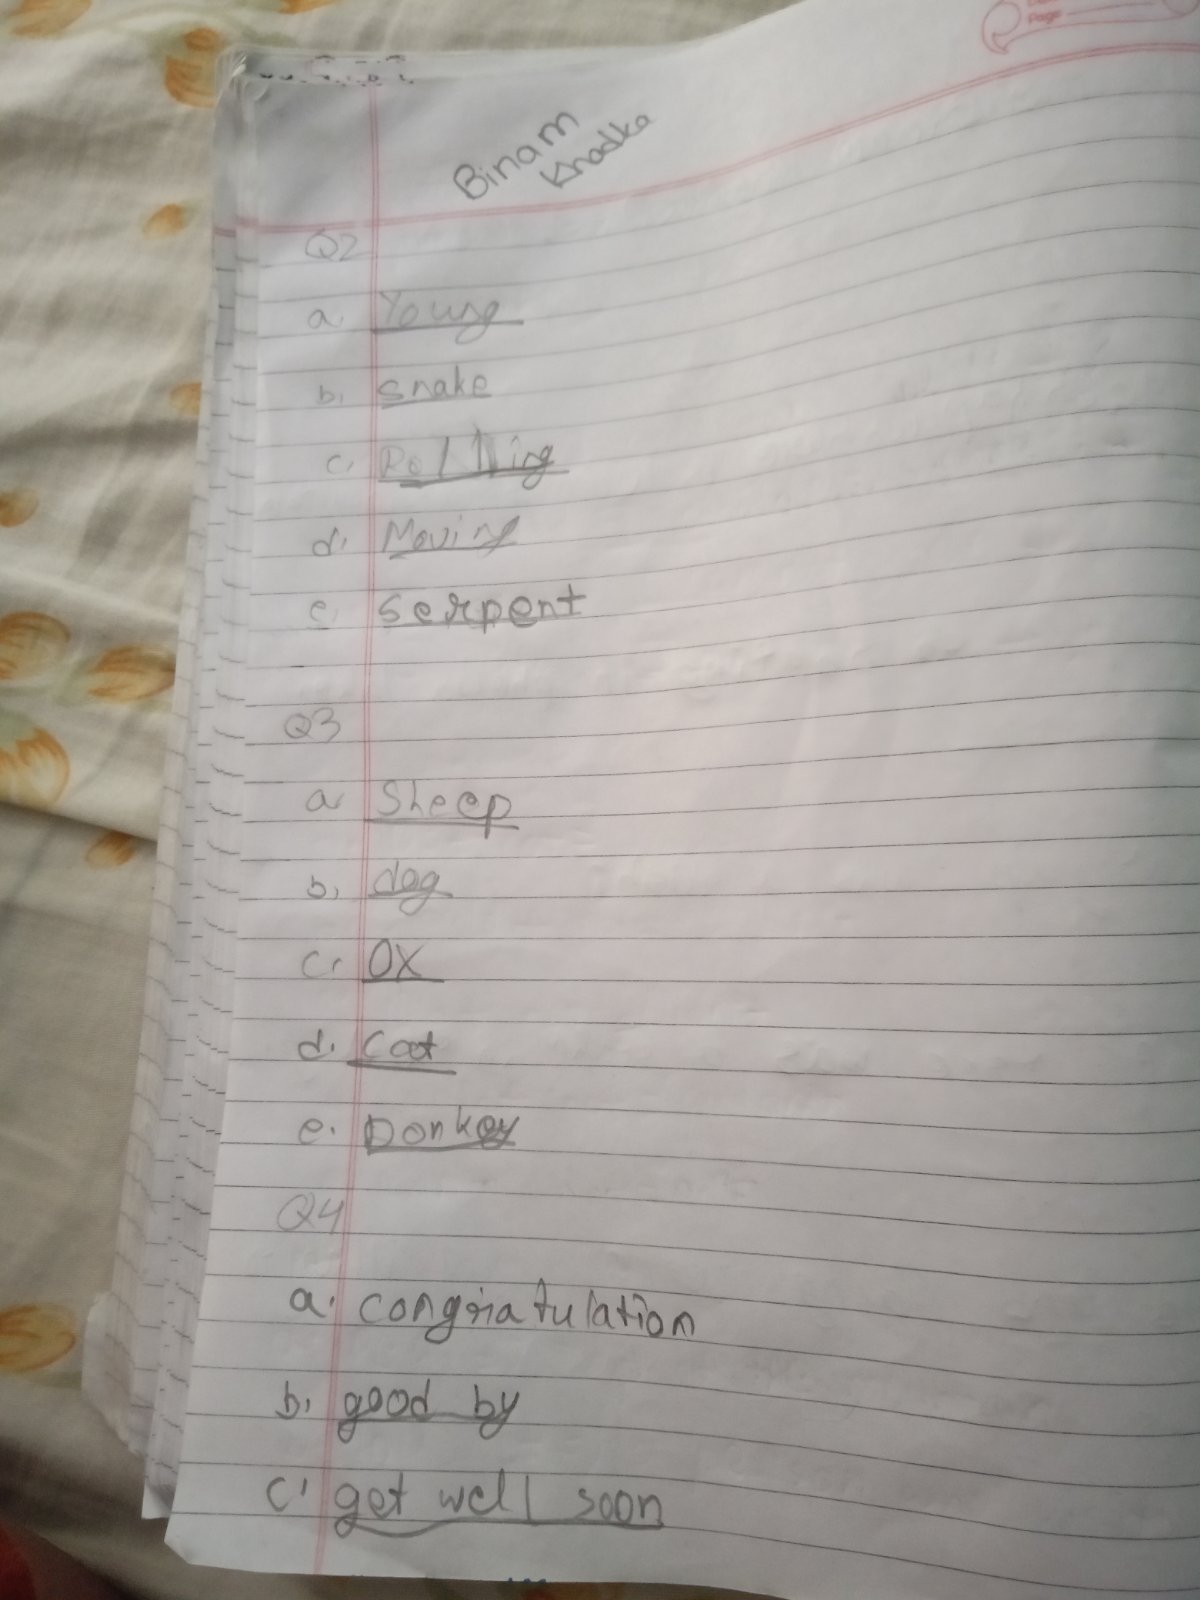 Page
Binam
Khadka
Q2
a. Young
b. snake
c. Rolling
d. Moving
e. serpent
Q3
a. Sheep
b. dog
c. OX
d. Cat
e. Donkey
Q4
a. congratulation
b. good by
c. get well soon